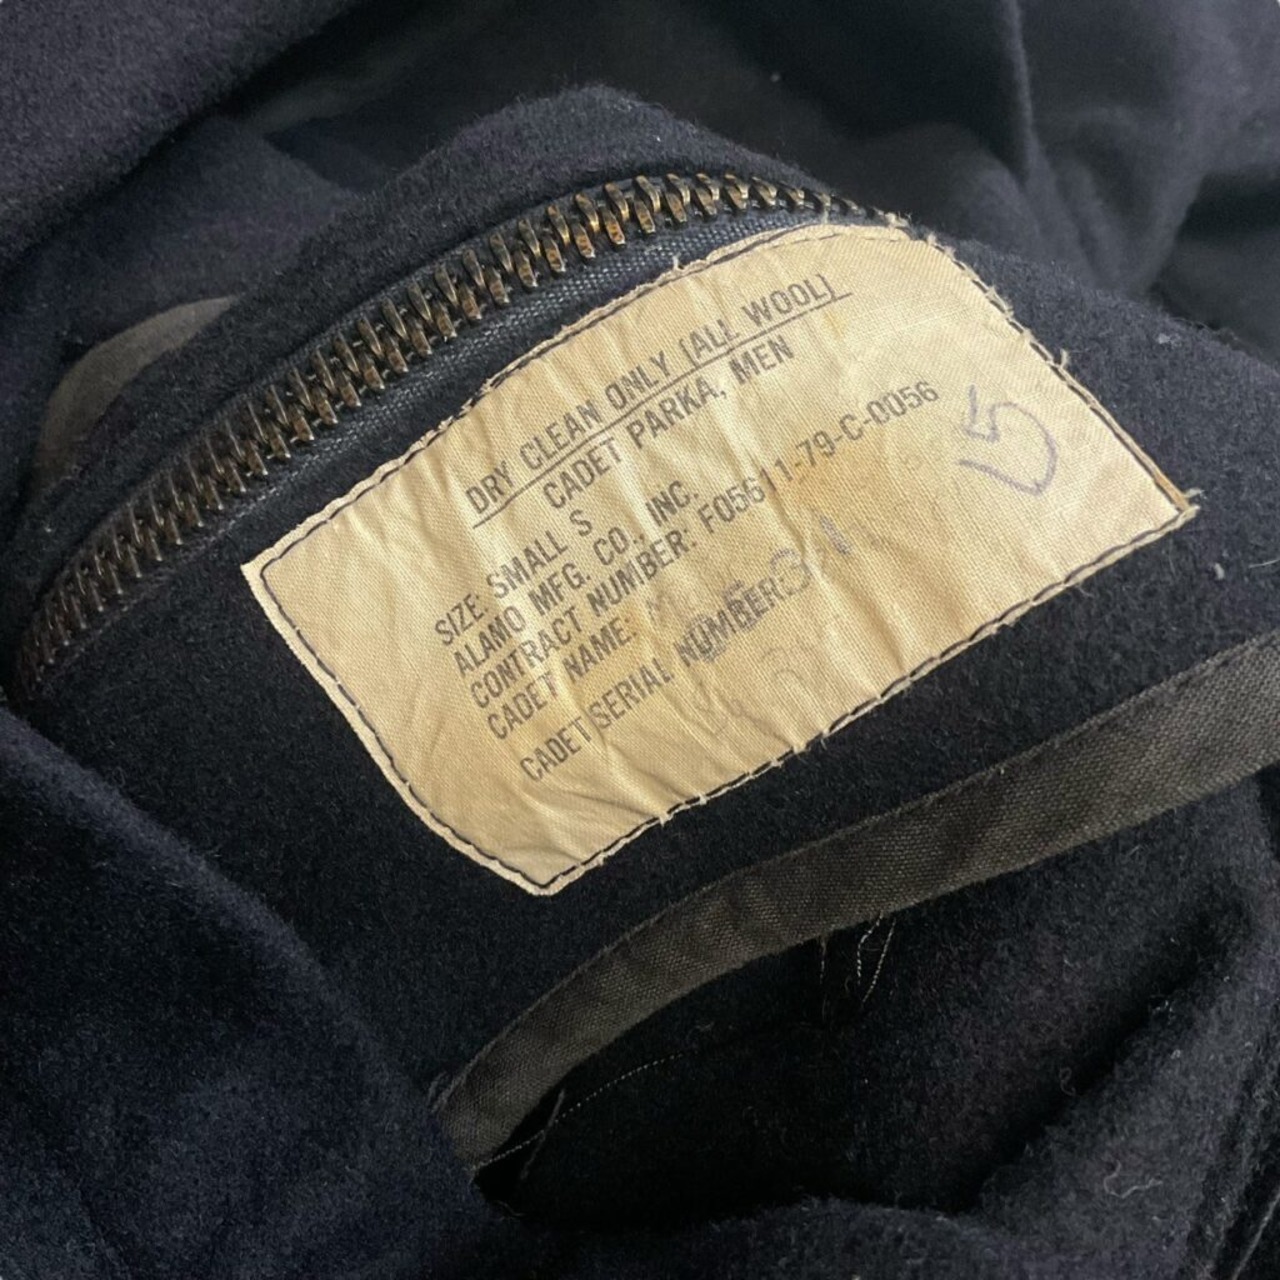 DRY CLEAN ONLY (ALL WOOL)
CADET PARKA, MEN
SIZE: SMALL S
ALAMO MFG. CO., INC.
CONTRACT NUMBER: F05611-79-C-0056
CADET NAME:
CADET SERIAL NUMBER